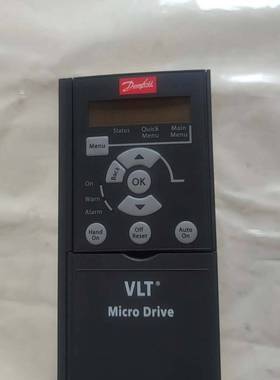 Danfoss
Status Quick Menu Main Menu
Menu
Back
OK
On
Warn
Alarm
Hand On Off Reset Auto On
VLT®
Micro Drive